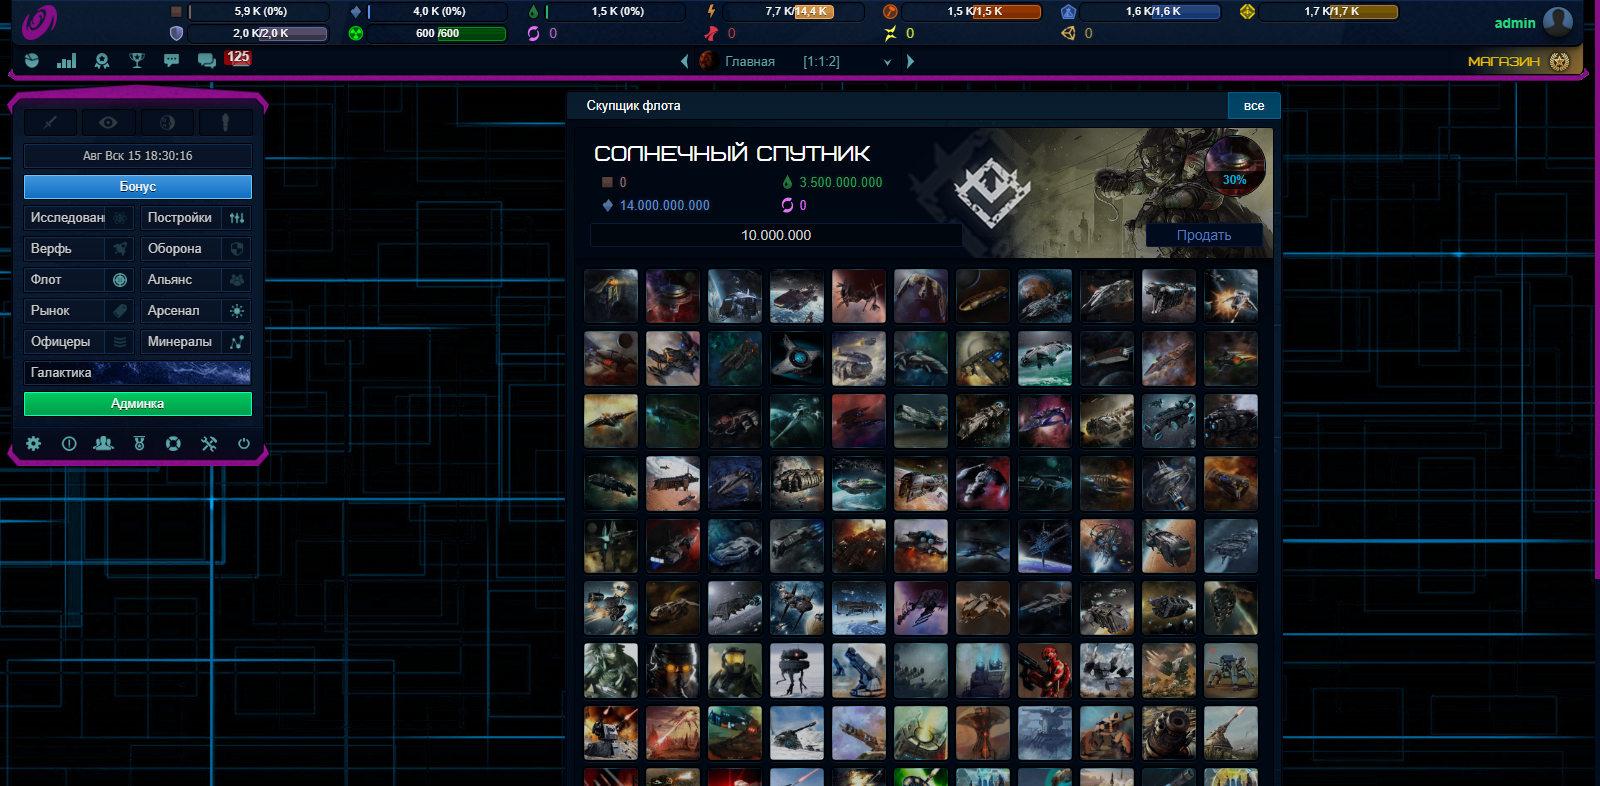 5,9 K (0%)
4,0 K (0%)
1,5 K (0%)
7,7 K/14,4 K
1,5 K/1,5 K
1,6 K/1,6 K
1,7 K/1,7 K
2,0 K/2,0 K
600 /600
0
0
0
0
admin
125
Главная [1:1:2]
МАГАЗИН
Скупщик флота
все
Авг Вск 15 18:30:16
Бонус
Исследован
Постройки
Верфь
Оборона
Флот
Альянс
Рынок
Арсенал
Офицеры
Минералы
Галактика
Админка
СОЛНЕЧНЫЙ СПУТНИК
0
3.500.000.000
14.000.000.000
0
30%
10.000.000
Продать